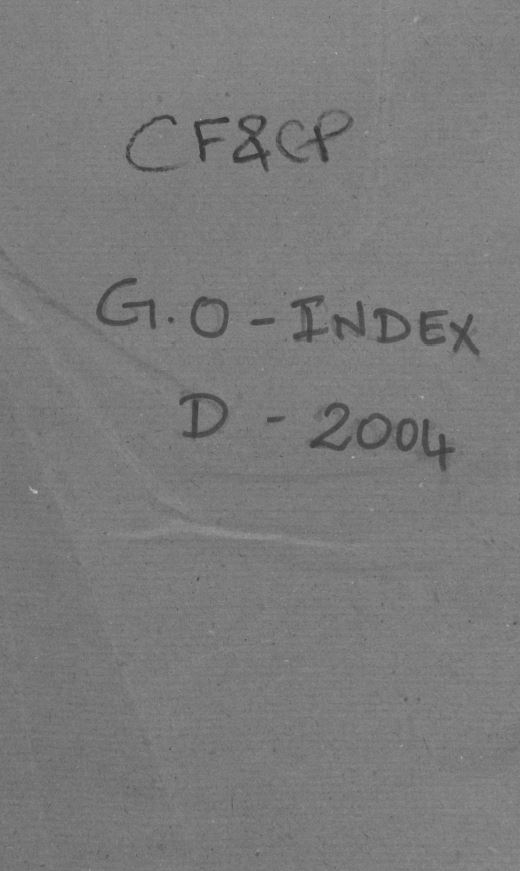 CF&CP
G.O - INDEX
D - 2004